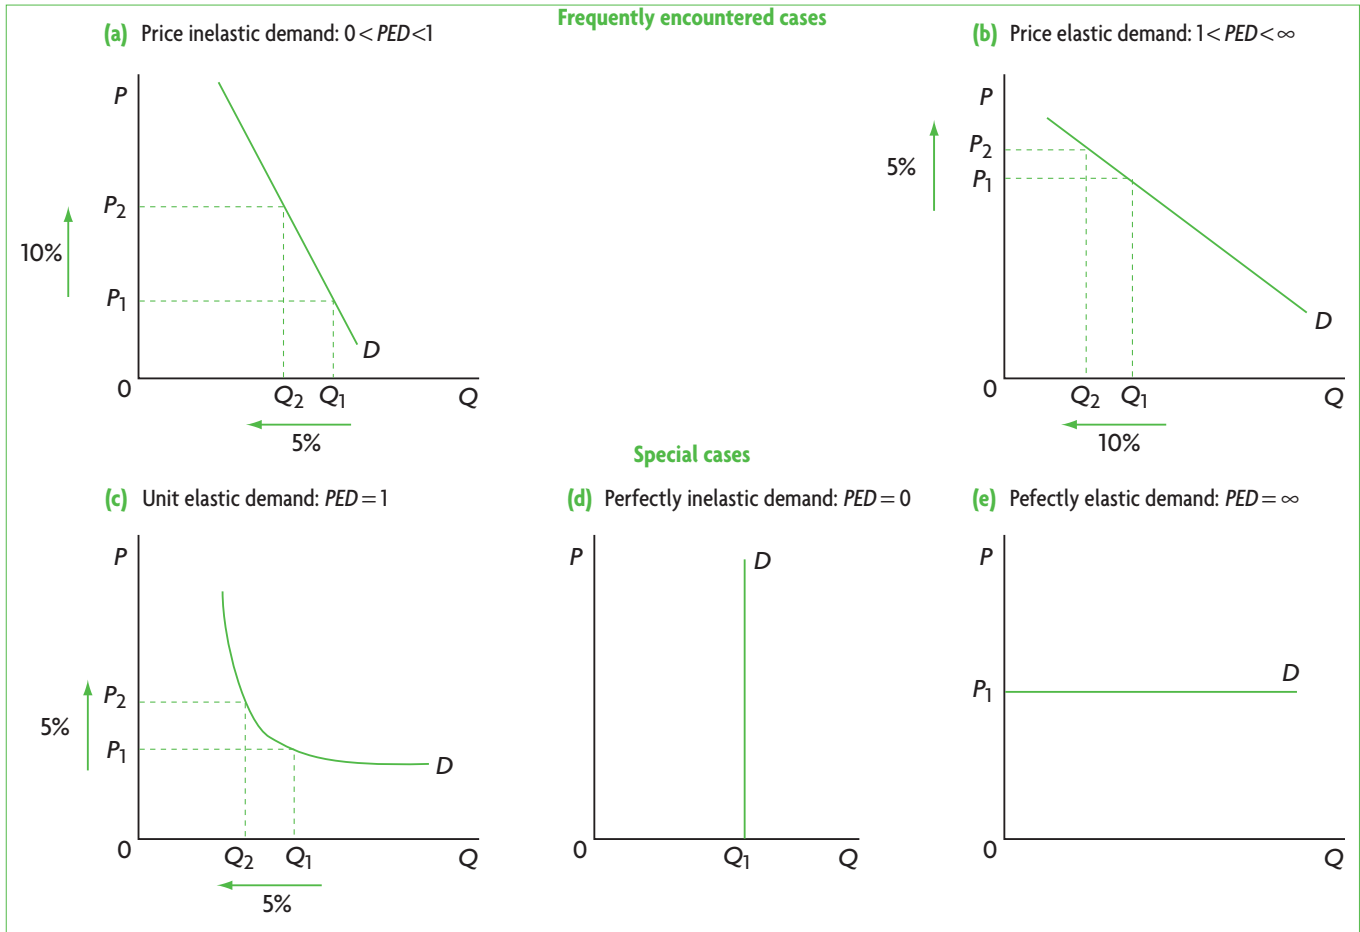 Frequently encountered cases
(a) Price inelastic demand: 0 < PED < 1
P
P2
10%
P1
D
0
Q2 Q1 Q
5%
(b) Price elastic demand: 1 < PED < ∞
P
P2
5%
P1
D
0
Q2 Q1 Q
10%
Special cases
(c) Unit elastic demand: PED = 1
P
P2
5%
P1
D
0
Q2 Q1 Q
5%
(d) Perfectly inelastic demand: PED = 0
P
D
0
Q1 Q
(e) Pefectly elastic demand: PED = ∞
P
D
P1
0
Q